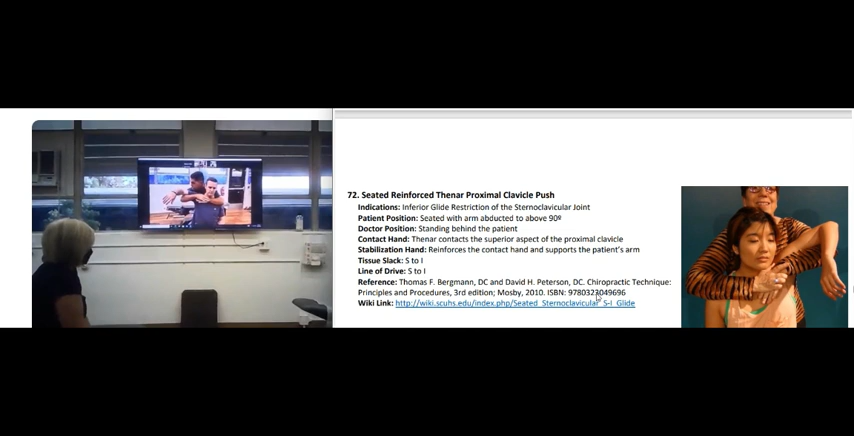 72. Seated Reinforced Thenar Proximal Clavicle Push
Indications: Inferior Glide Restriction of the Sternoclavicular Joint
Patient Position: Seated with arm abducted to above 90º
Doctor Position: Standing behind the patient
Contact Hand: Thenar contacts the superior aspect of the proximal clavicle
Stabilization Hand: Reinforces the contact hand and supports the patient's arm
Tissue Slack: S to I
Line of Drive: S to I
Reference: Thomas F. Bergmann, DC and David H. Peterson, DC. Chiropractic Technique:
Principles and Procedures, 3rd edition; Mosby, 2010. ISBN: 9780323049696
Wiki Link: http://wiki.scuhs.edu/index.php/Seated_Sternoclavicular_S-I_Glide